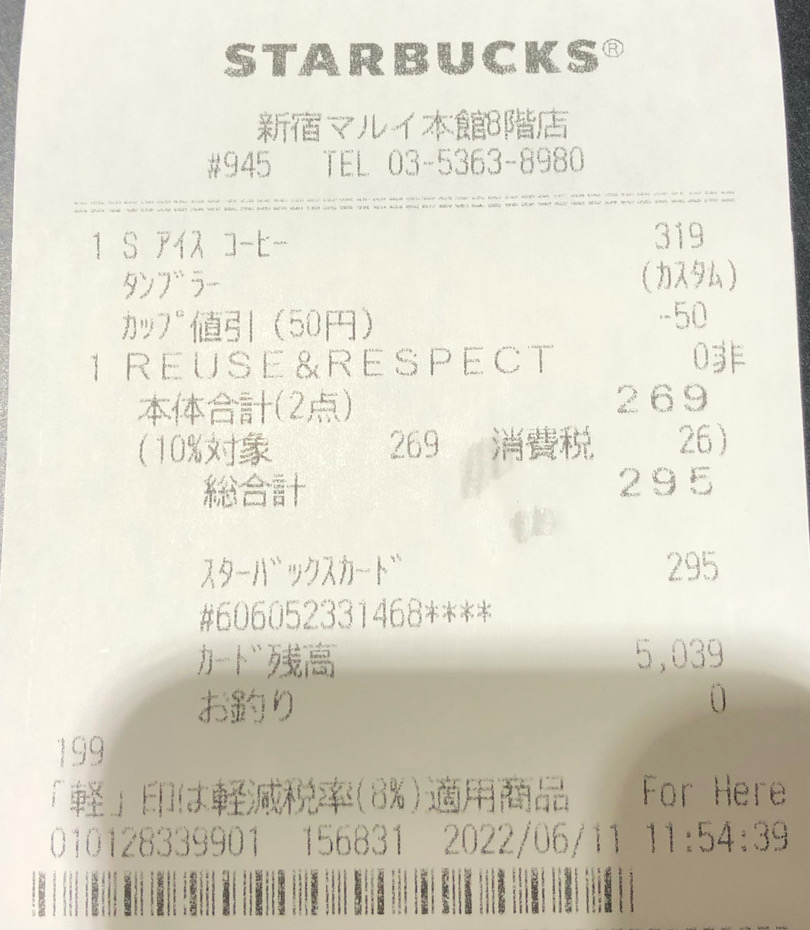 STARBUCKS®
新宿マルイ本館8階店
#945 TEL 03-5363-8980
1 S アイス コーヒー 319
タンブラー (カスタム)
カップ値引(50円) -50
1 REUSE&RESPECT 0非
本体合計(2点) 269
(10%対象 269 消費税 26)
総合計 295
スターバックスカード 295
#606052331468****
カード残高 5,039
お釣り 0
199
「軽」印は軽減税率(8%)適用商品 For Here
010128339901 156831 2022/06/11 11:54:39